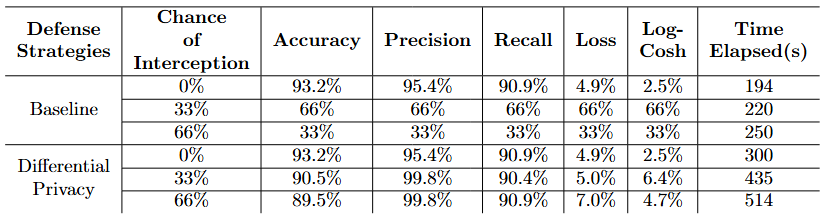 Defense Strategies Chance of Interception Accuracy Precision Recall Loss Log-Cosh Time Elapsed(s)
Baseline 0% 93.2% 95.4% 90.9% 4.9% 2.5% 194
33% 66% 66% 66% 66% 66% 220
66% 33% 33% 33% 33% 33% 250
Differential Privacy 0% 93.2% 95.4% 90.9% 4.9% 2.5% 300
33% 90.5% 99.8% 90.4% 5.0% 6.4% 435
66% 89.5% 99.8% 90.9% 7.0% 4.7% 514